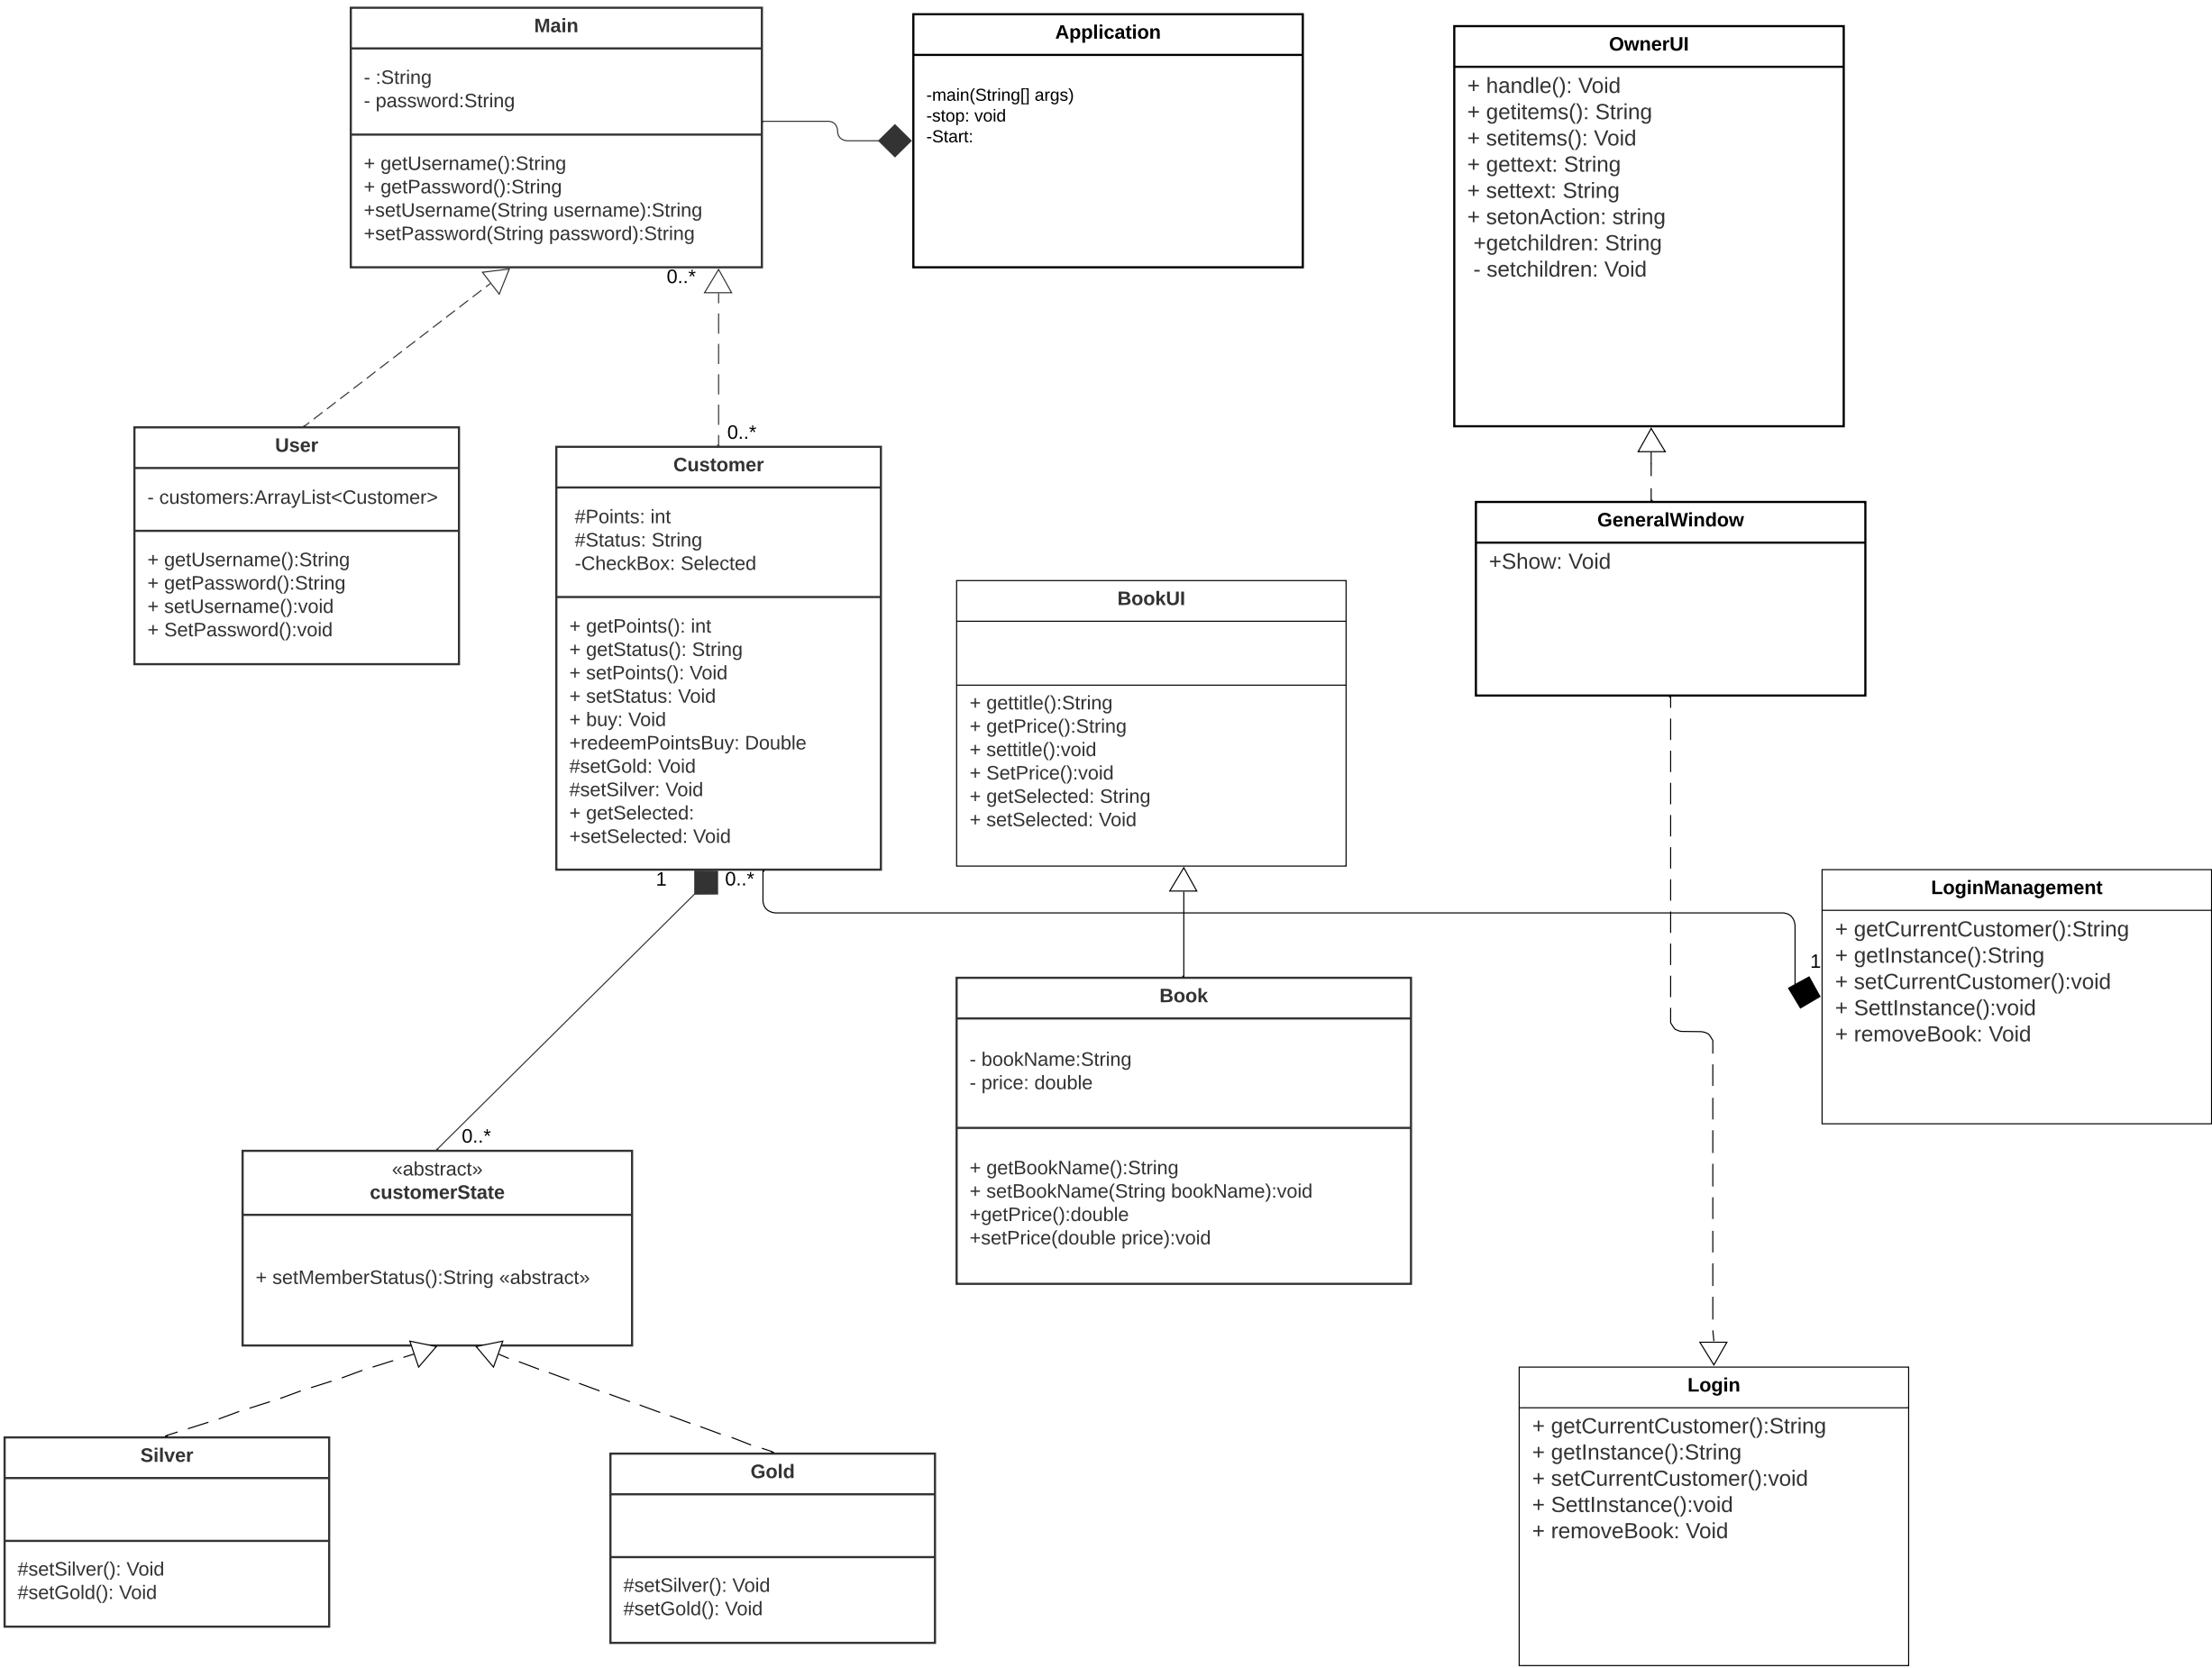 Main
- :String
- password:String
+ getUsername():String
+ getPassword():String
+setUsername(String username):String
+setPassword(String password):String
Application
-main(String[] args)
-stop: void
-Start:
OwnerUI
+ handle(): Void
+ getitems(): String
+ setitems(): Void
+ gettext: String
+ settext: String
+ setonAction: string
+getchildren: String
- setchildren: Void
0..*
0..*
User
- customers:ArrayList<Customer>
+ getUsername():String
+ getPassword():String
+ setUsername():void
+ SetPassword():void
Customer
#Points: int
#Status: String
-CheckBox: Selected
+ getPoints(): int
+ getStatus(): String
+ setPoints(): Void
+ setStatus: Void
+ buy: Void
+redeemPointsBuy: Double
#setGold: Void
#setSilver: Void
+ getSelected:
+setSelected: Void
GeneralWindow
+Show: Void
BookUI
+ gettitle():String
+ getPrice():String
+ settitle():void
+ SetPrice():void
+ getSelected: String
+ setSelected: Void
1
0..*
LoginManagement
+ getCurrentCustomer():String
+ getInstance():String
+ setCurrentCustomer():void
+ SettInstance():void
+ removeBook: Void
1
Book
- bookName:String
- price: double
+ getBookName():String
+ setBookName(String bookName):void
+getPrice():double
+setPrice(double price):void
0..*
«abstract»
customerState
+ setMemberStatus():String «abstract»
Login
+ getCurrentCustomer():String
+ getInstance():String
+ setCurrentCustomer():void
+ SettInstance():void
+ removeBook: Void
Silver
#setSilver(): Void
#setGold(): Void
Gold
#setSilver(): Void
#setGold(): Void